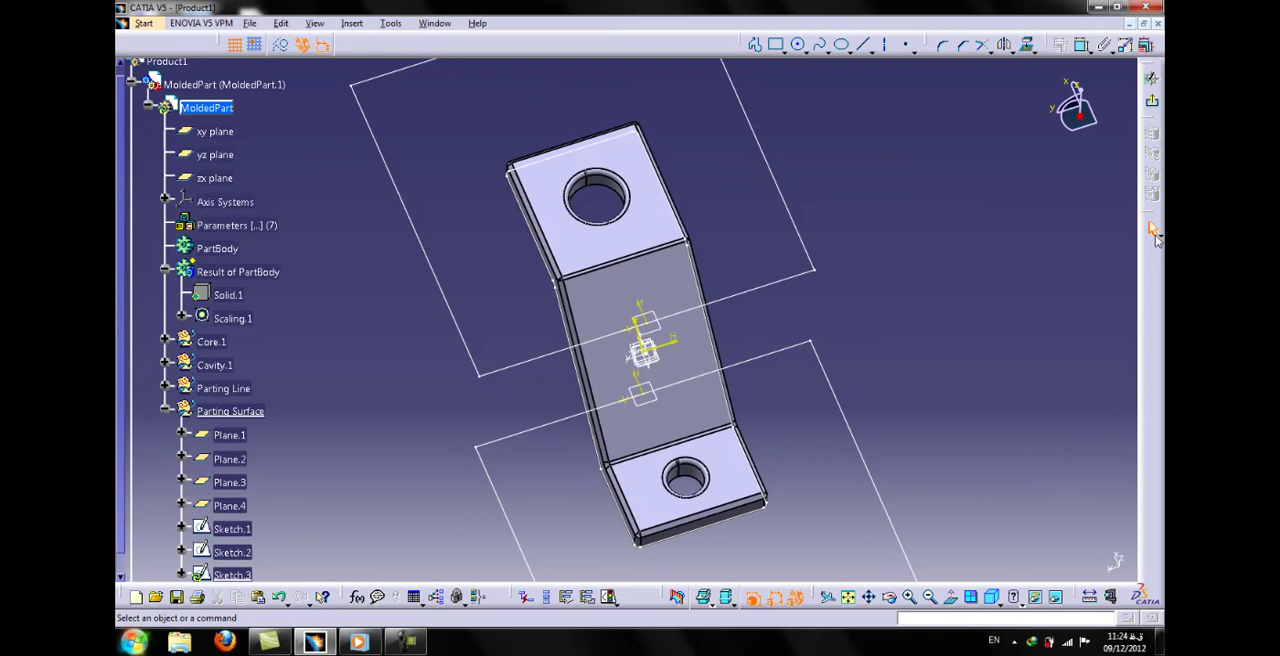 CATIA V5 - [Product1]
Start ENOVIA V5 VPM File Edit View Insert Analyze Tools Window Help
Product1
MoldedPart (MoldedPart.1)
MoldedPart
xy plane
yz plane
zx plane
Axis Systems
Parameters [...] (7)
PartBody
Result of PartBody
Solid.1
Scaling.1
Core.1
Cavity.1
Parting Line
Parting Surface
Plane.1
Plane.2
Plane.3
Plane.4
Sketch.1
Sketch.2
Sketch.3
x
y
H
f(x)
CATIA
Select an object or a command
EN
11:24 ق.ظ
09/12/2012